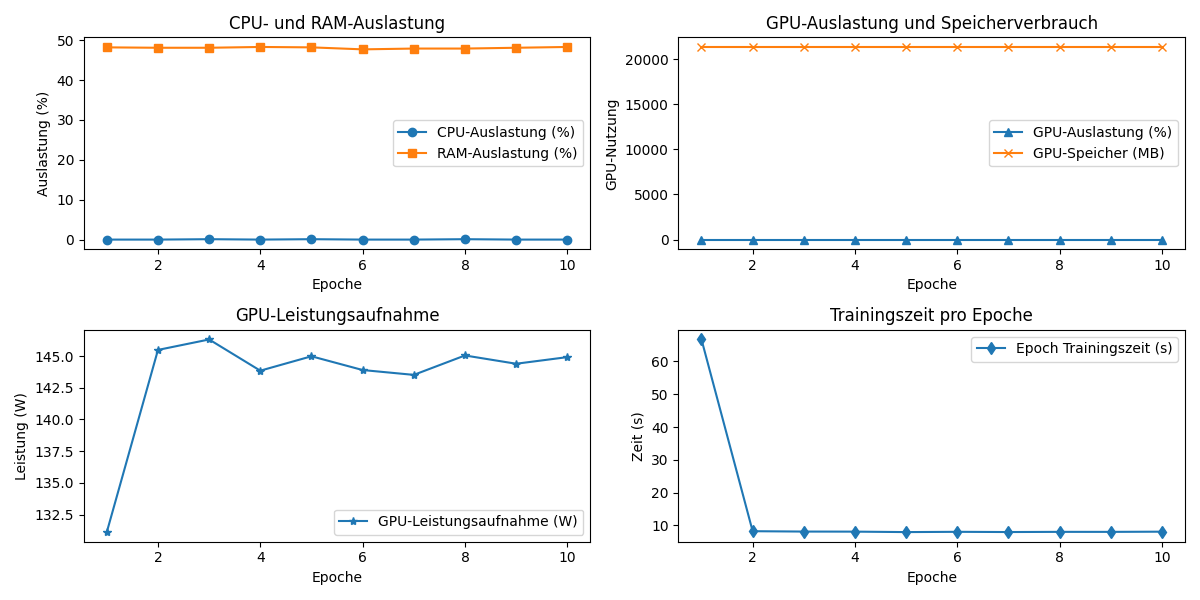 CPU- und RAM-Auslastung
50
40
30
20
10
0
Auslastung (%)
CPU-Auslastung (%)
RAM-Auslastung (%)
2
4
6
8
10
Epoche
GPU-Auslastung und Speicherverbrauch
20000
15000
10000
5000
0
GPU-Nutzung
GPU-Auslastung (%)
GPU-Speicher (MB)
2
4
6
8
10
Epoche
GPU-Leistungsaufnahme
145.0
142.5
140.0
137.5
135.0
132.5
Leistung (W)
GPU-Leistungsaufnahme (W)
2
4
6
8
10
Epoche
Trainingszeit pro Epoche
60
50
40
30
20
10
Zeit (s)
Epoch Trainingszeit (s)
2
4
6
8
10
Epoche